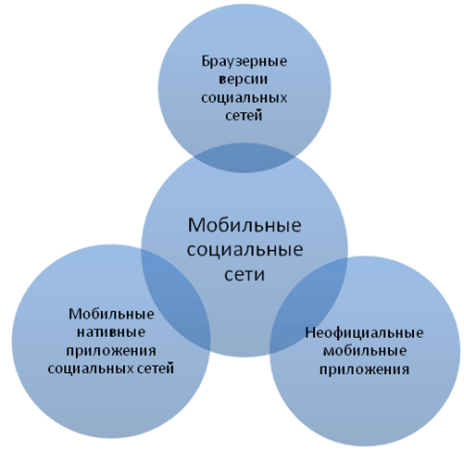 Браузерные
версии
социальных
сетей
Мобильные
социальные
сети
Мобильные
нативные
приложения
социальных сетей
Неофициальные
мобильные
приложения